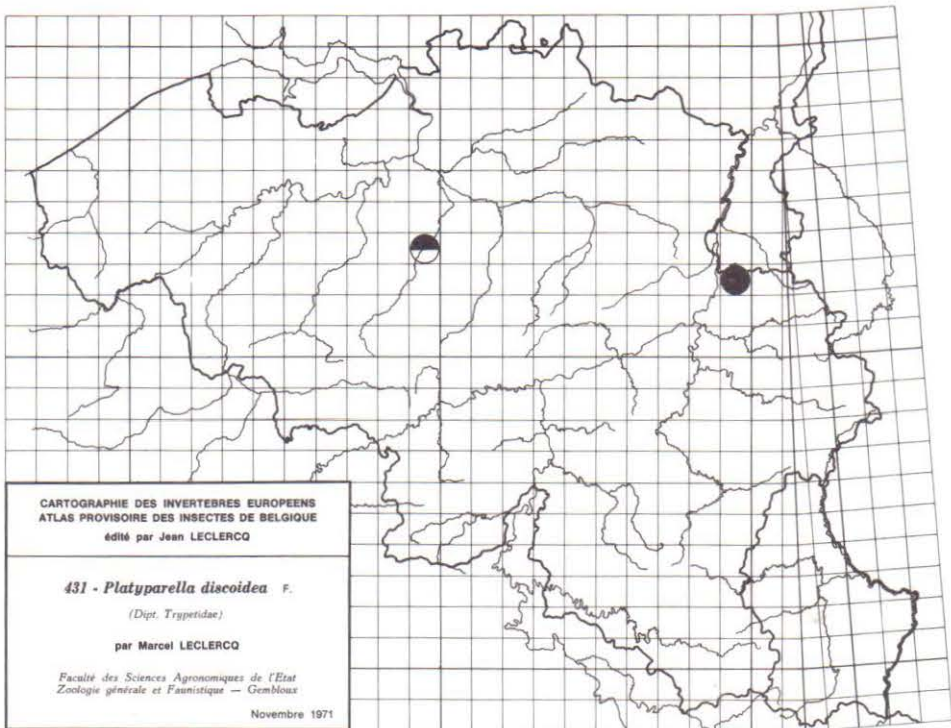 CARTOGRAPHIE DES INVERTEBRES EUROPEENS
ATLAS PROVISOIRE DES INSECTES DE BELGIQUE
édité par Jean LECLERCQ
431 - Platyparella discoidea F.
(Dipt. Trypetidae)
par Marcel LECLERCQ
Faculté des Sciences Agronomiques de l'Etat
Zoologie générale et Faunistique — Gembloux
Novembre 1971